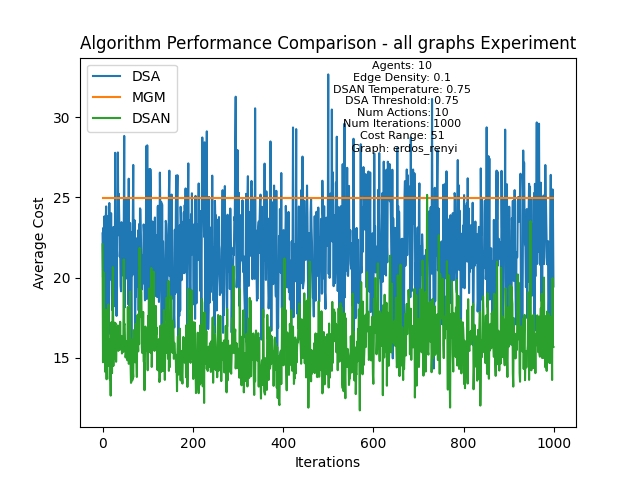 Algorithm Performance Comparison - all graphs Experiment
DSA
MGM
DSAN
Agents: 10
Edge Density: 0.1
DSAN Temperature: 0.75
DSA Threshold: 0.75
Num Actions: 10
Num Iterations: 1000
Cost Range: 51
Graph: erdos_renyi
Average Cost
30
25
20
15
0
200
400
600
800
1000
Iterations